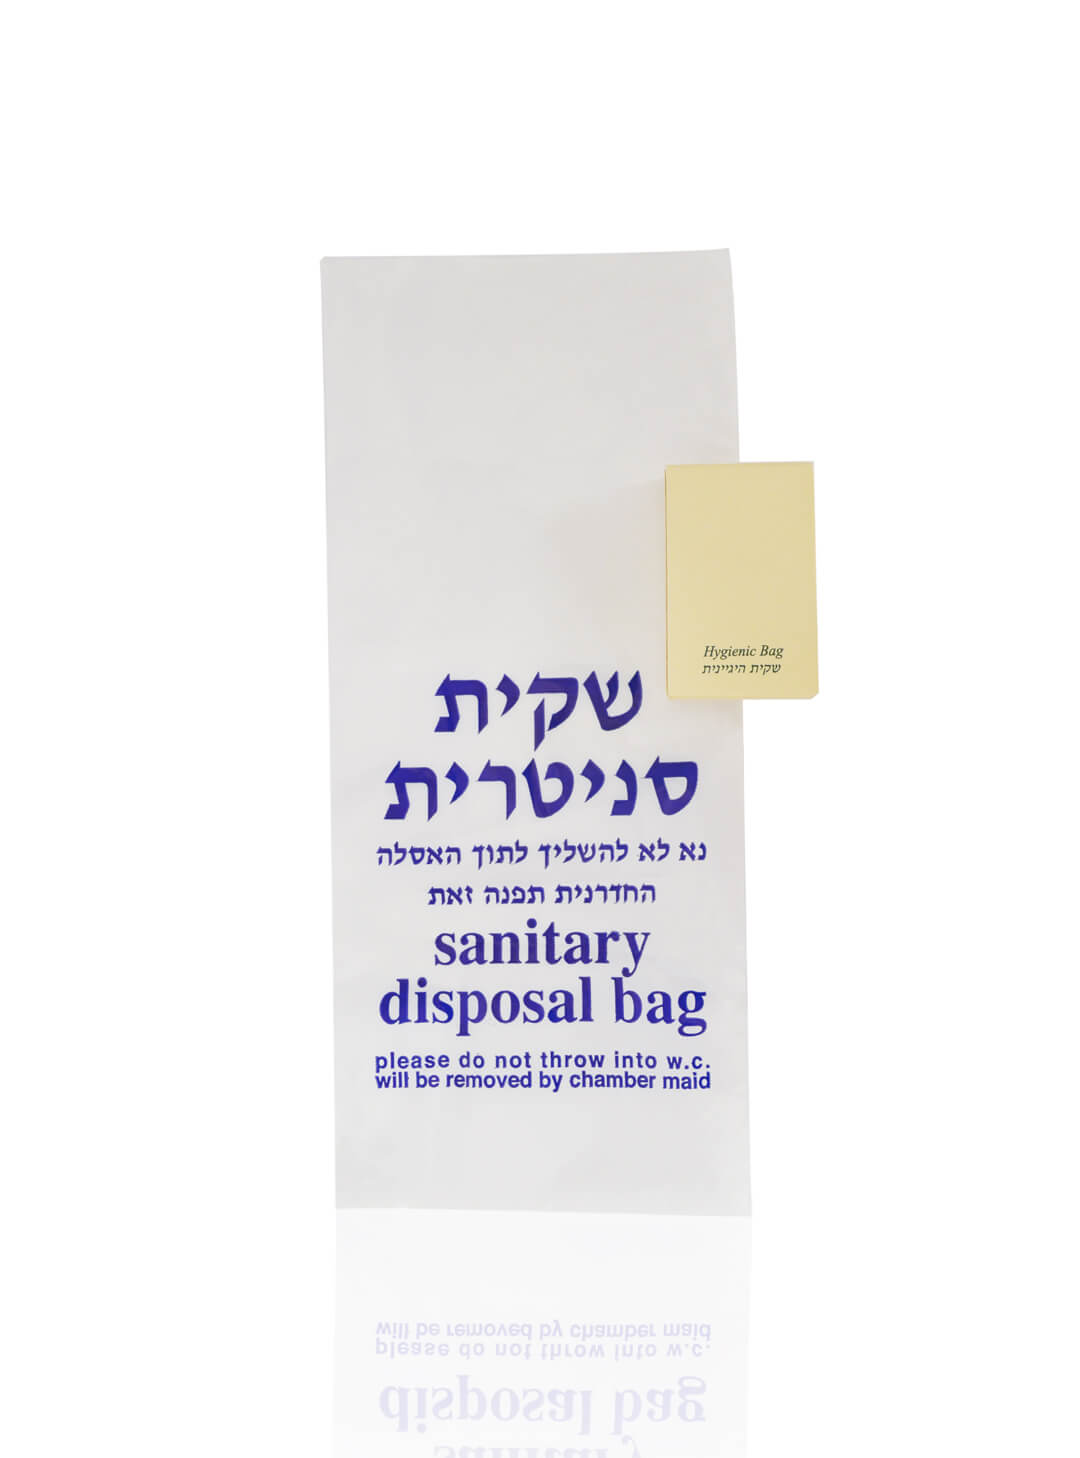 שקית
סניטרית
נא לא להשליך לתוך האסלה
החדרנית תפנה זאת
sanitary
disposal bag
please do not throw into w.c.
will be removed by chamber maid
Hygienic Bag
שקית היגיינית